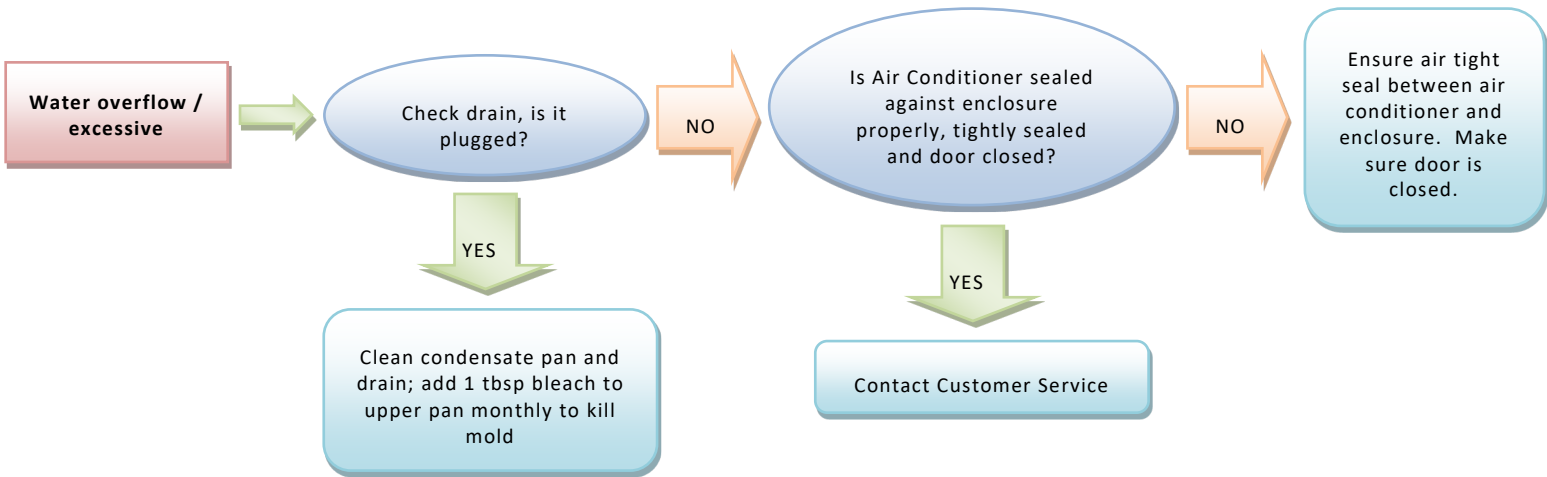 Water overflow /
excessive
Check drain, is it
plugged?
NO
Is Air Conditioner sealed
against enclosure
properly, tightly sealed
and door closed?
NO
Ensure air tight
seal between air
conditioner and
enclosure.  Make
sure door is
closed.
YES
YES
Clean condensate pan and
drain; add 1 tbsp bleach to
upper pan monthly to kill
mold
Contact Customer Service